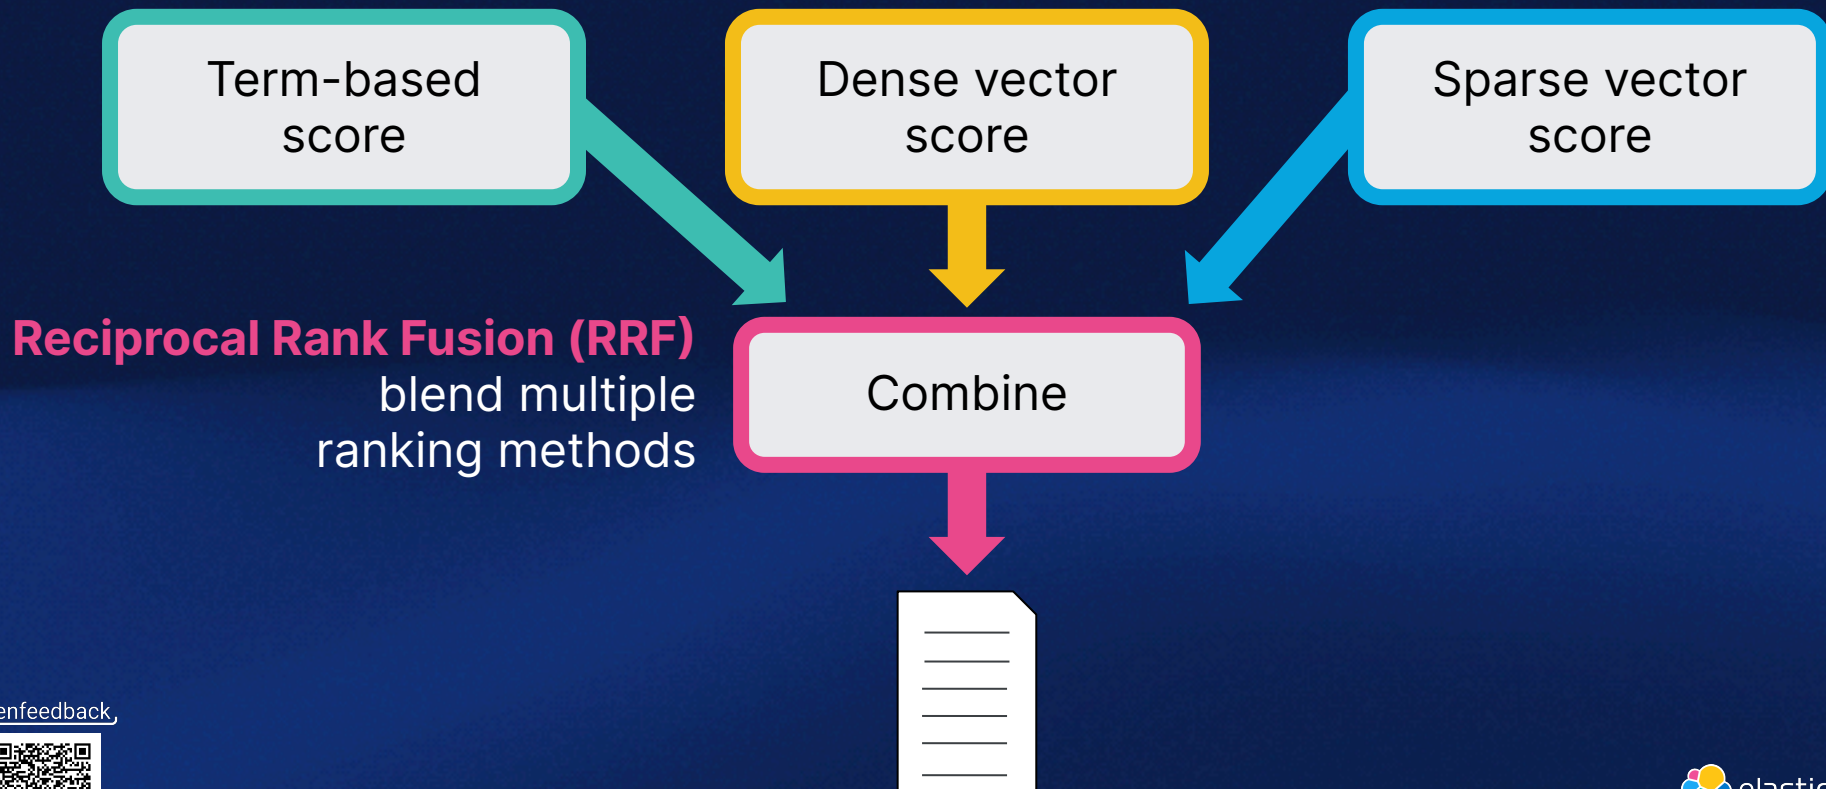 Term-based
score
Dense vector
score
Sparse vector
score
Reciprocal Rank Fusion (RRF)
blend multiple
ranking methods
Combine
enfeedback
elastic